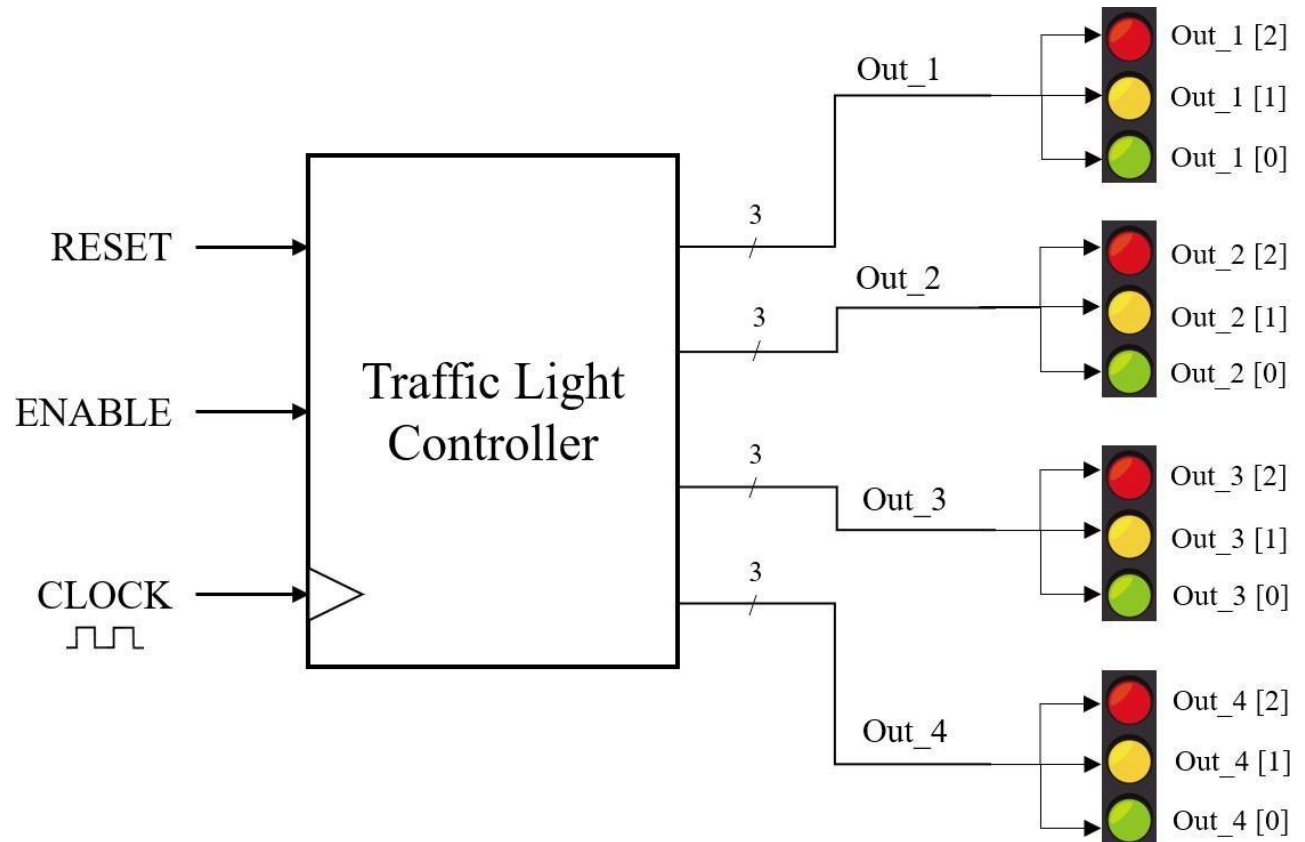 RESET
ENABLE
CLOCK
Traffic Light
Controller
3
3
3
3
Out_1
Out_2
Out_3
Out_4
Out_1 [2]
Out_1 [1]
Out_1 [0]
Out_2 [2]
Out_2 [1]
Out_2 [0]
Out_3 [2]
Out_3 [1]
Out_3 [0]
Out_4 [2]
Out_4 [1]
Out_4 [0]